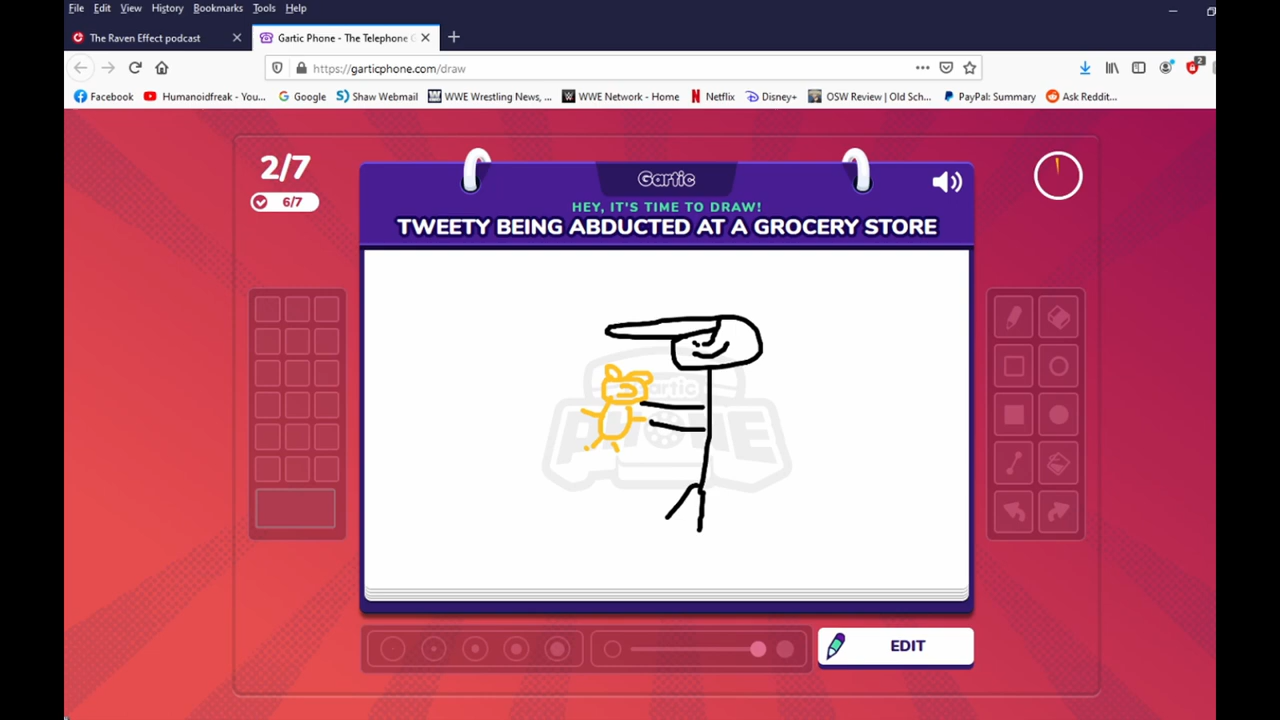 File Edit View History Bookmarks Tools Help
The Raven Effect podcast
Gartic Phone - The Telephone G
https://garticphone.com/draw
2
Facebook Humanoidfreak - You... Google Shaw Webmail WWE Wrestling News, ... WWE Network - Home Netflix Disney+ OSW Review | Old Sch... PayPal: Summary Ask Reddit...
2/7
6/7
Gartic
HEY, IT'S TIME TO DRAW!
TWEETY BEING ABDUCTED AT A GROCERY STORE
Gartic
PHONE
EDIT